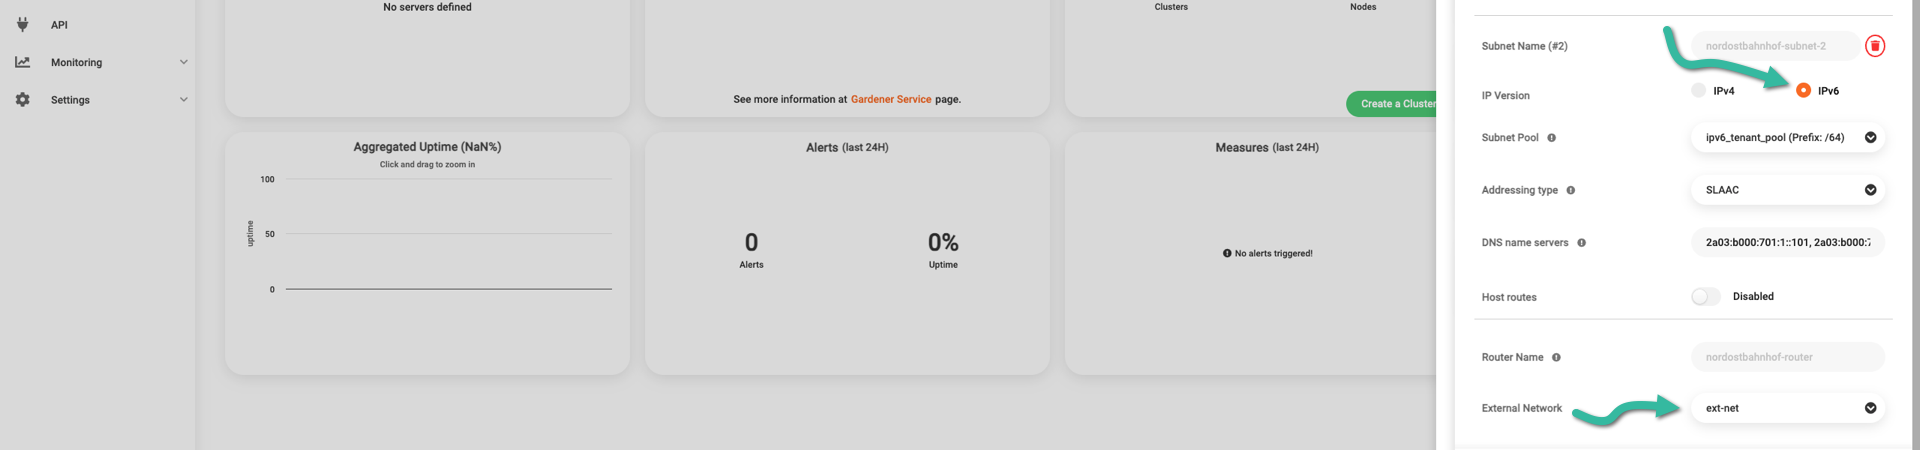 API
Monitoring
Settings
No servers defined
See more information at Gardener Service page.
Clusters
Nodes
Create a Cluster
Aggregated Uptime (NaN%)
Click and drag to zoom in
100
50
0
uptime
Alerts (last 24H)
0
Alerts
0%
Uptime
Measures (last 24H)
No alerts triggered!
Subnet Name (#2)
nordostbahnhof-subnet-2
IP Version
IPv4
IPv6
Subnet Pool
ipv6_tenant_pool (Prefix: /64)
Addressing type
SLAAC
DNS name servers
2a03:b000:701:1::101, 2a03:b000:7
Host routes
Disabled
Router Name
nordostbahnhof-router
External Network
ext-net